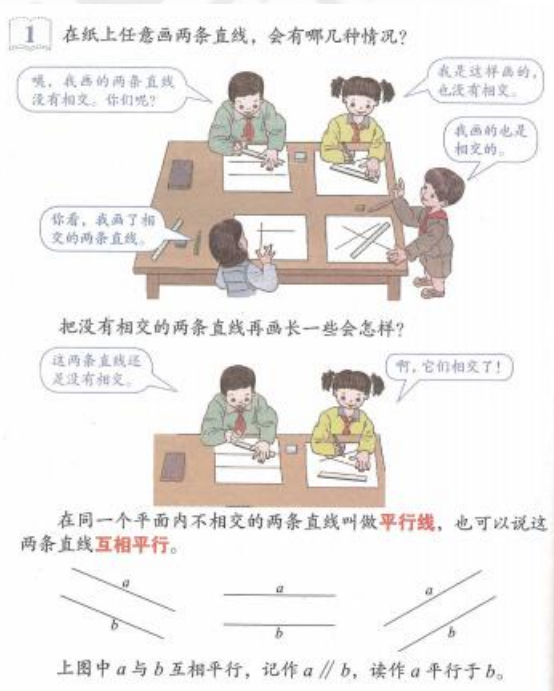 1 在纸上任意画两条直线，会有哪几种情况？
咦，我画的两条直线
没有相交。你们呢？
我是这样画的，
也没有相交。
我画的也是
相交的。
你看，我画了相
交的两条直线。
把没有相交的两条直线再画长一些会怎样？
这两条直线还
是没有相交。
啊，它们相交了！
在同一个平面内不相交的两条直线叫做平行线，也可以说这
两条直线互相平行。
a a a
b b b
上图中 a 与 b 互相平行，记作 a∥b，读作 a 平行于 b。